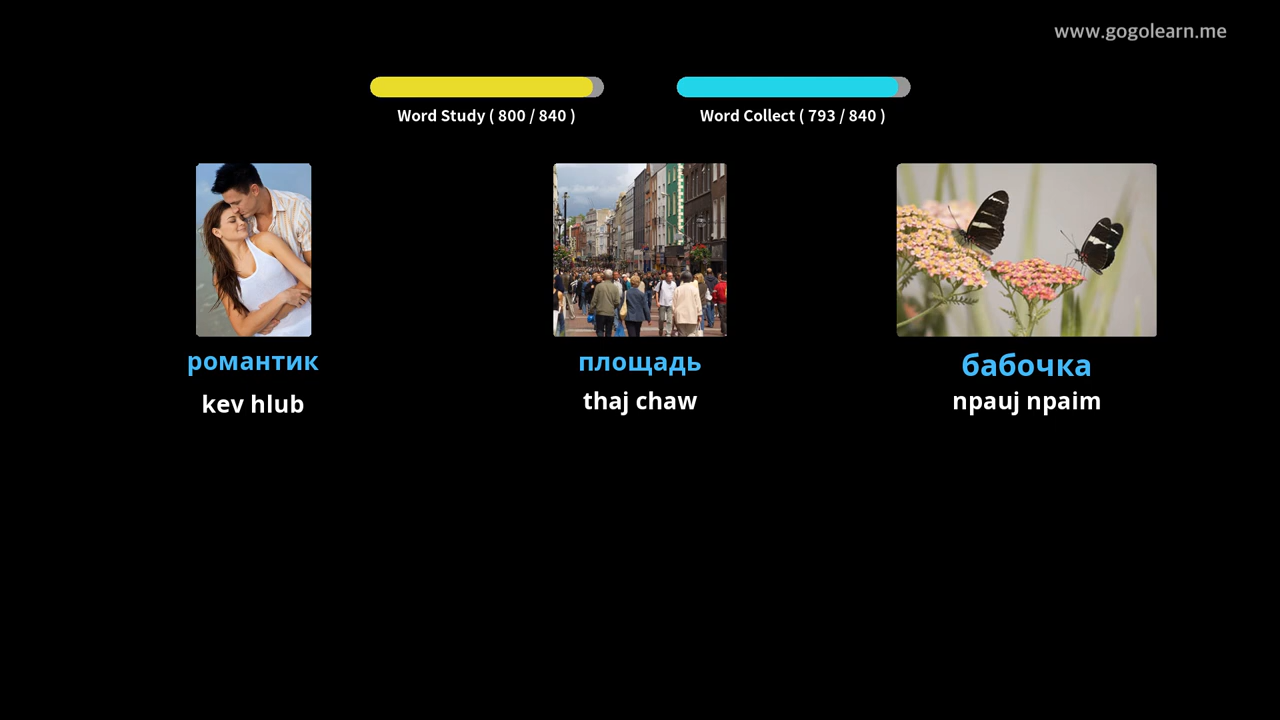 www.gogolearn.me
Word Study ( 800 / 840 )
Word Collect ( 793 / 840 )
романтик
площадь
бабочка
kev hlub
thaj chaw
npauj npaim